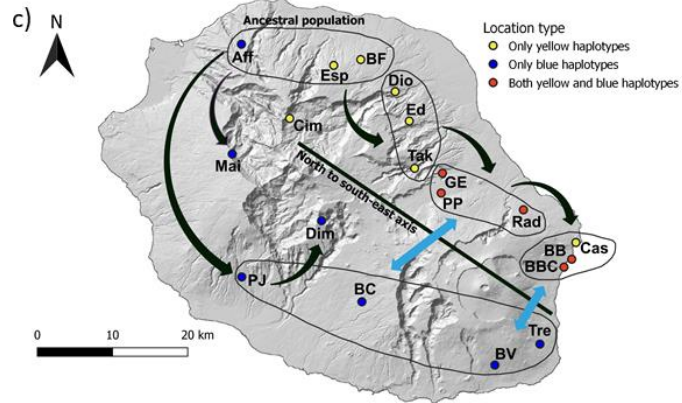 c)
N
Ancestral population
Location type
Only yellow haplotypes
Only blue haplotypes
Both yellow and blue haplotypes
Aff
Esp
BF
Dio
Ed
Cim
Tak
Mai
GE
PP
Rad
North to south-east axis
Dim
BB
Cas
BBC
PJ
BC
Tre
BV
0 10 20 km